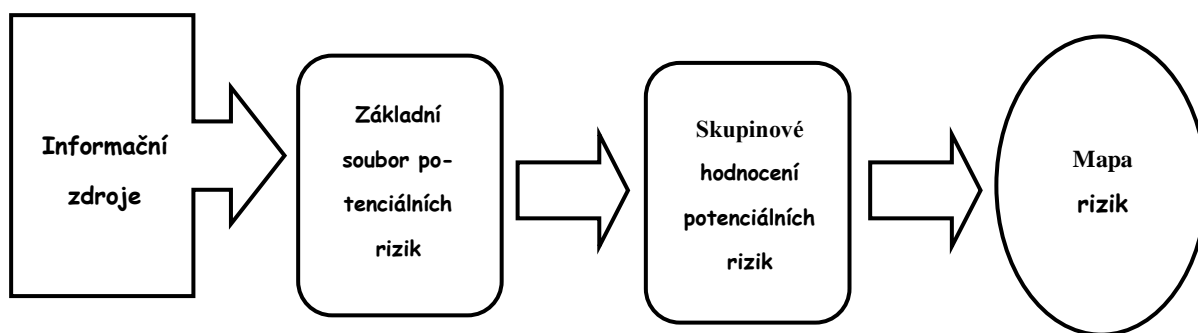 Informační
zdroje
Základní
soubor po-
tenciálních
rizik
Skupinové
hodnocení
potenciálních
rizik
Mapa
rizik